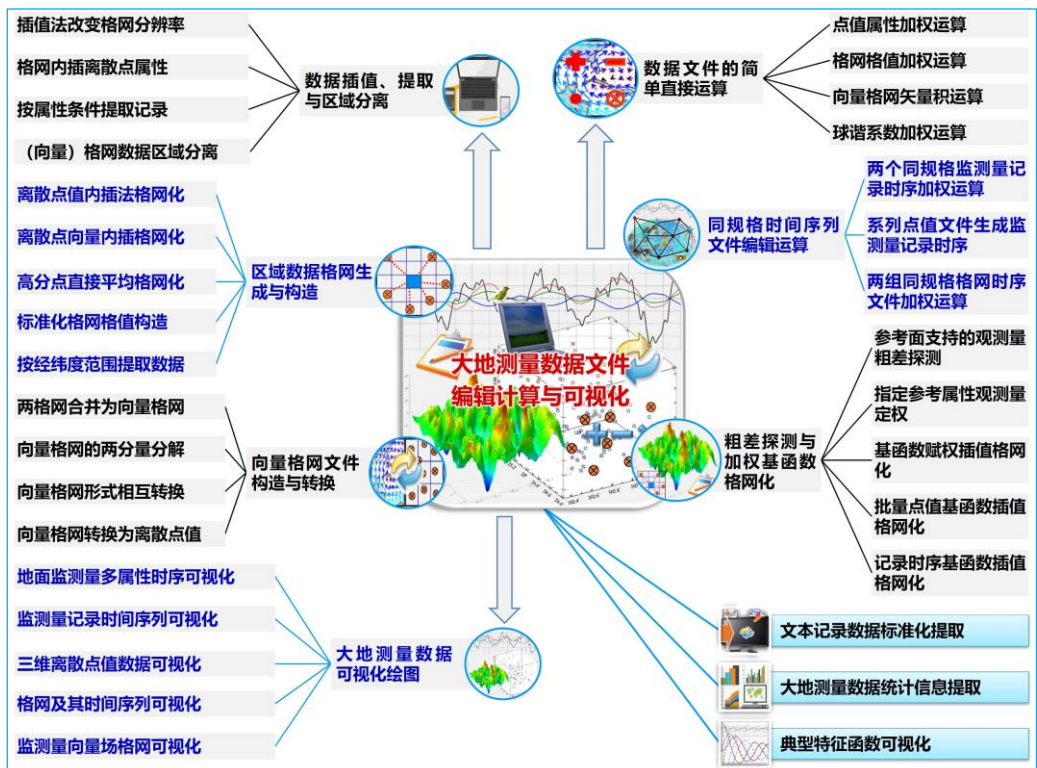 插值法改变格网分辨率
格网内插离散点属性
按属性条件提取记录
（向量）格网数据区域分离
数据插值、提取
与区域分离
数据文件的简
单直接运算
点值属性加权运算
格网格值加权运算
向量格网矢量积运算
球谐系数加权运算
离散点值内插法格网化
离散点向量内插格网化
高分点直接平均格网化
标准化格网格值构造
按经纬度范围提取数据
区域数据格网生
成与构造
同规格时间序列
文件编辑运算
两个同规格监测量记
录时序加权运算
系列点值文件生成监
测量记录时序
两组同规格格网时序
文件加权运算
大地测量数据文件
编辑计算与可视化
两格网合并为向量格网
向量格网的两分量分解
向量格网形式相互转换
向量格网转换为离散点值
向量格网文件
构造与转换
粗差探测与
加权基函数
格网化
参考面支持的观测量
粗差探测
指定参考属性观测量
定权
基函数赋权插值格网
化
批量点值基函数插值
格网化
记录时序基函数插值
格网化
地面监测量多属性时序可视化
监测量记录时间序列可视化
三维离散点值数据可视化
格网及其时间序列可视化
监测量向量场格网可视化
大地测量数据
可视化绘图
文本记录数据标准化提取
大地测量数据统计信息提取
典型特征函数可视化